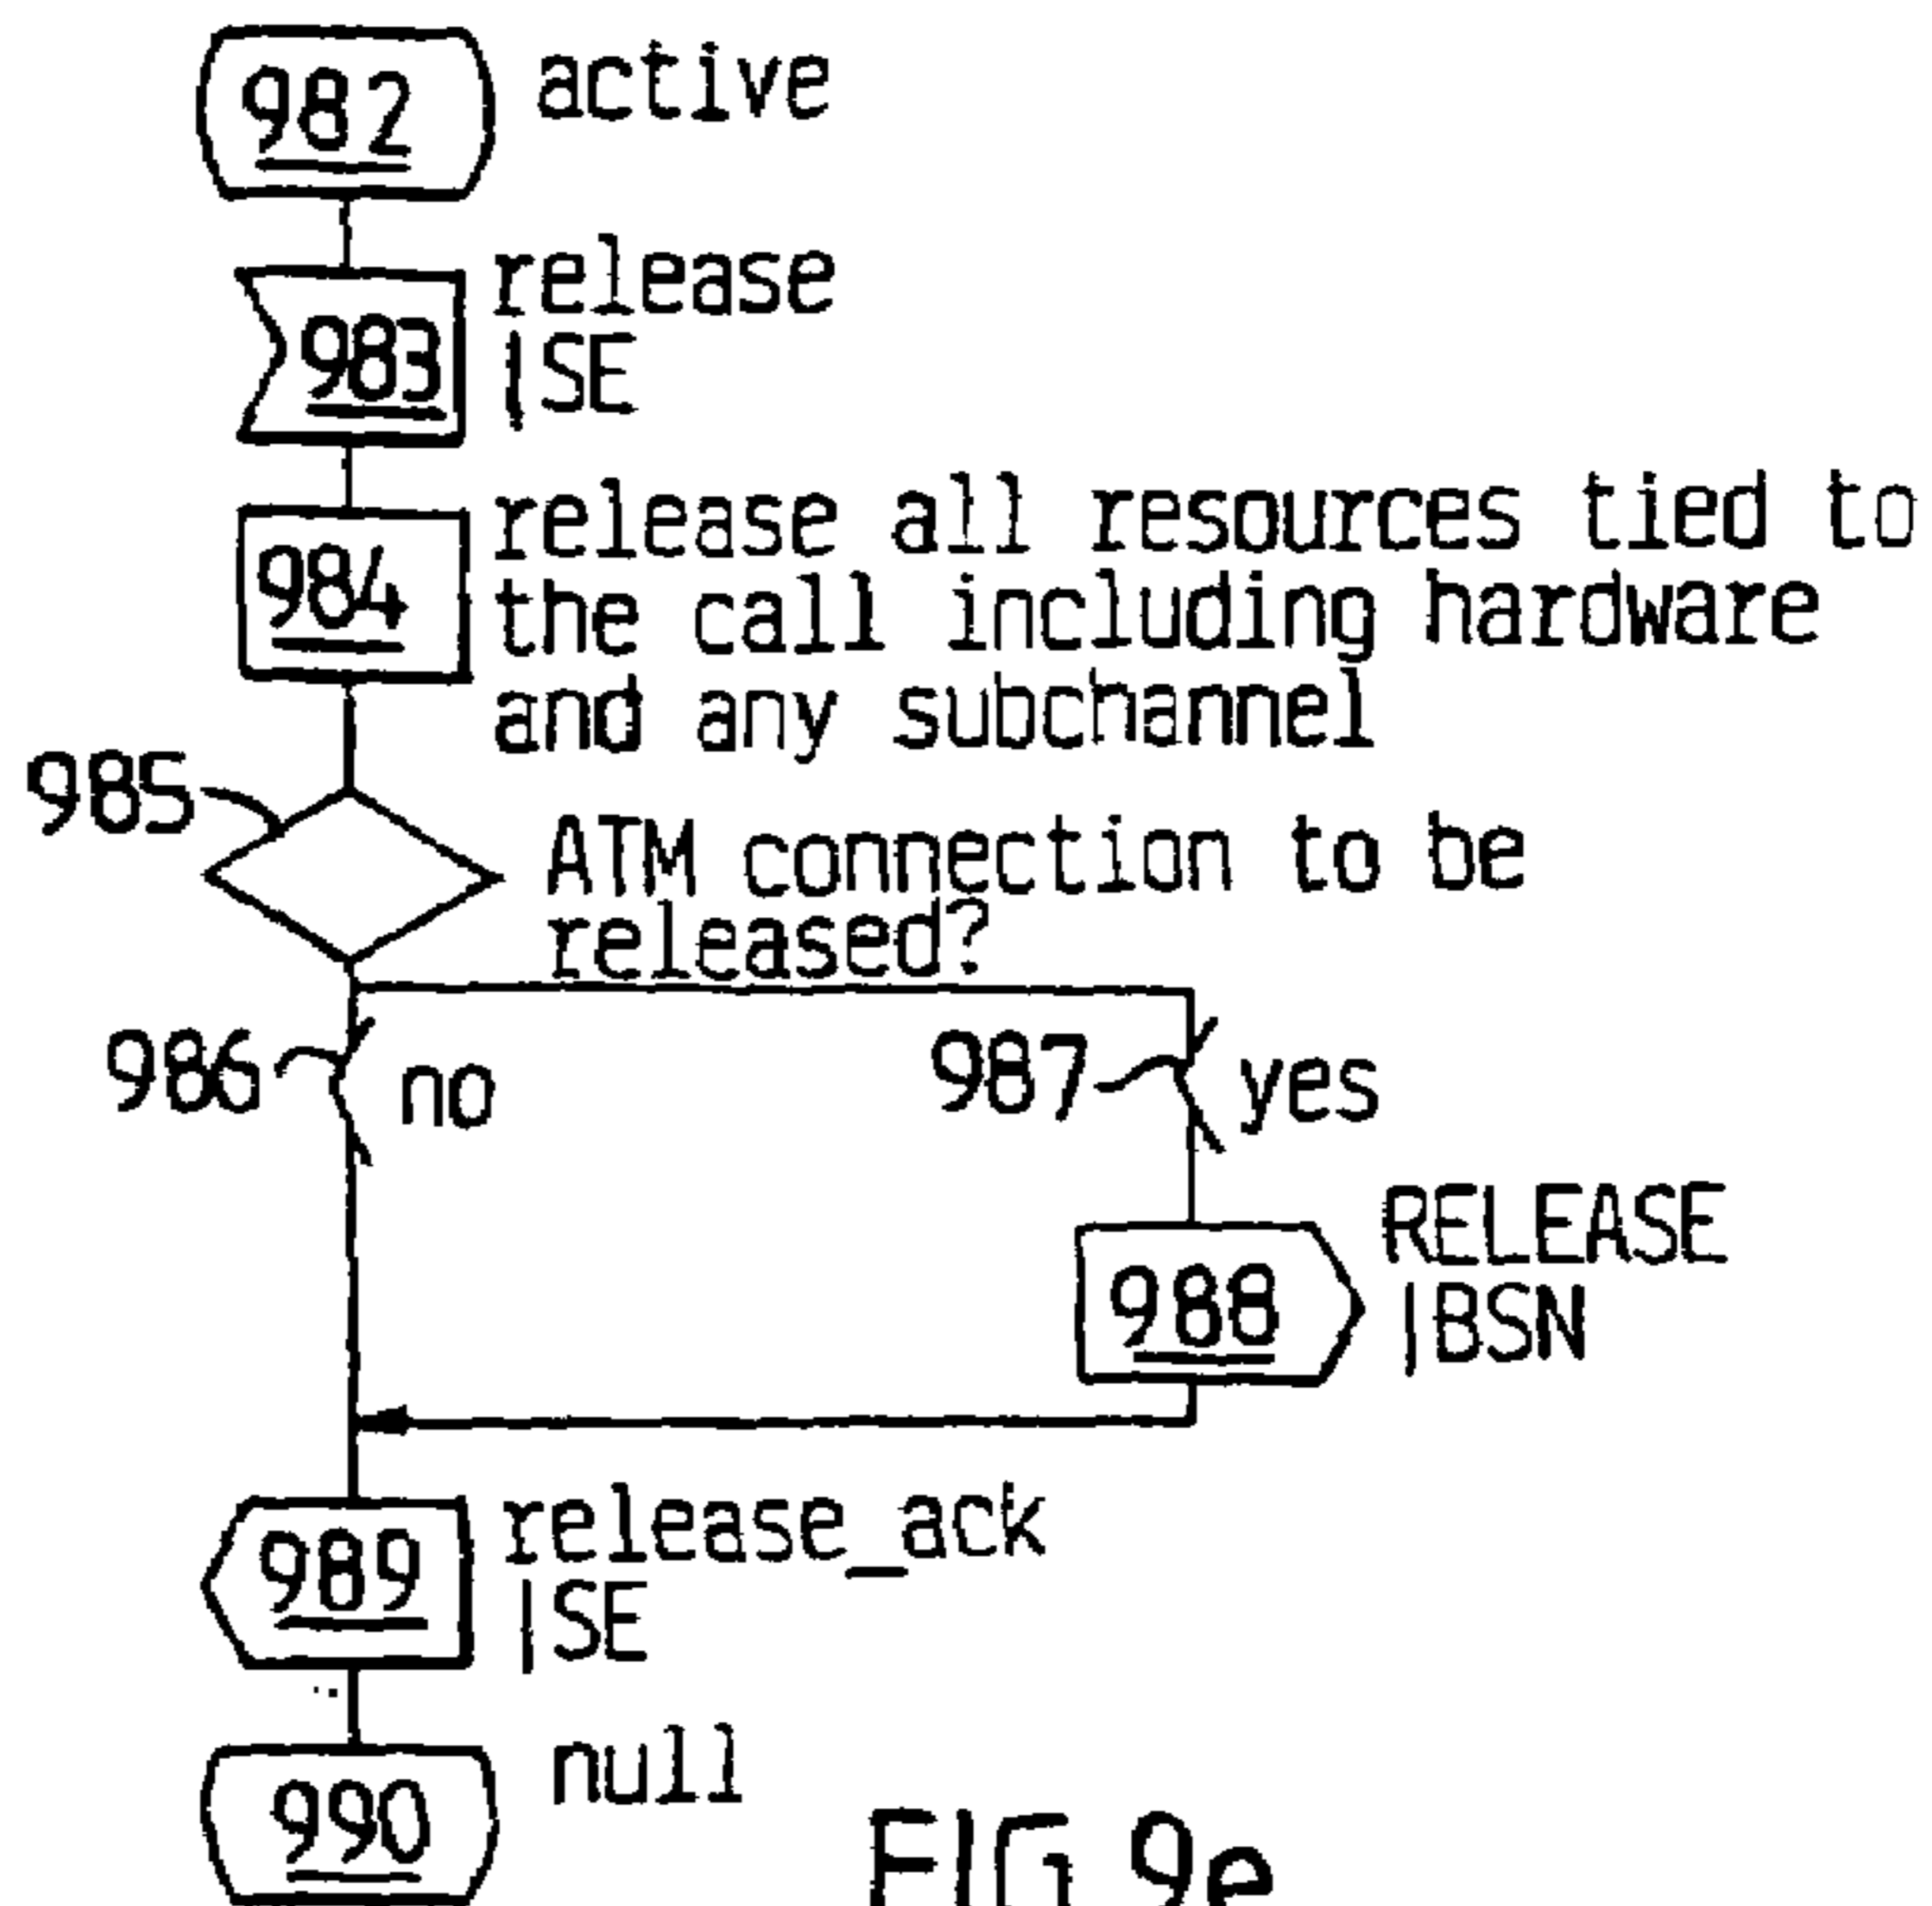 982 active
release
983 |SE
release all resources tied to
984 the call including hardware
and any subchannel
985
ATM connection to be
released?
986 no 987 yes
RELEASE
988 |BSN
release_ack
989 |SE
null
990
FIG 9e